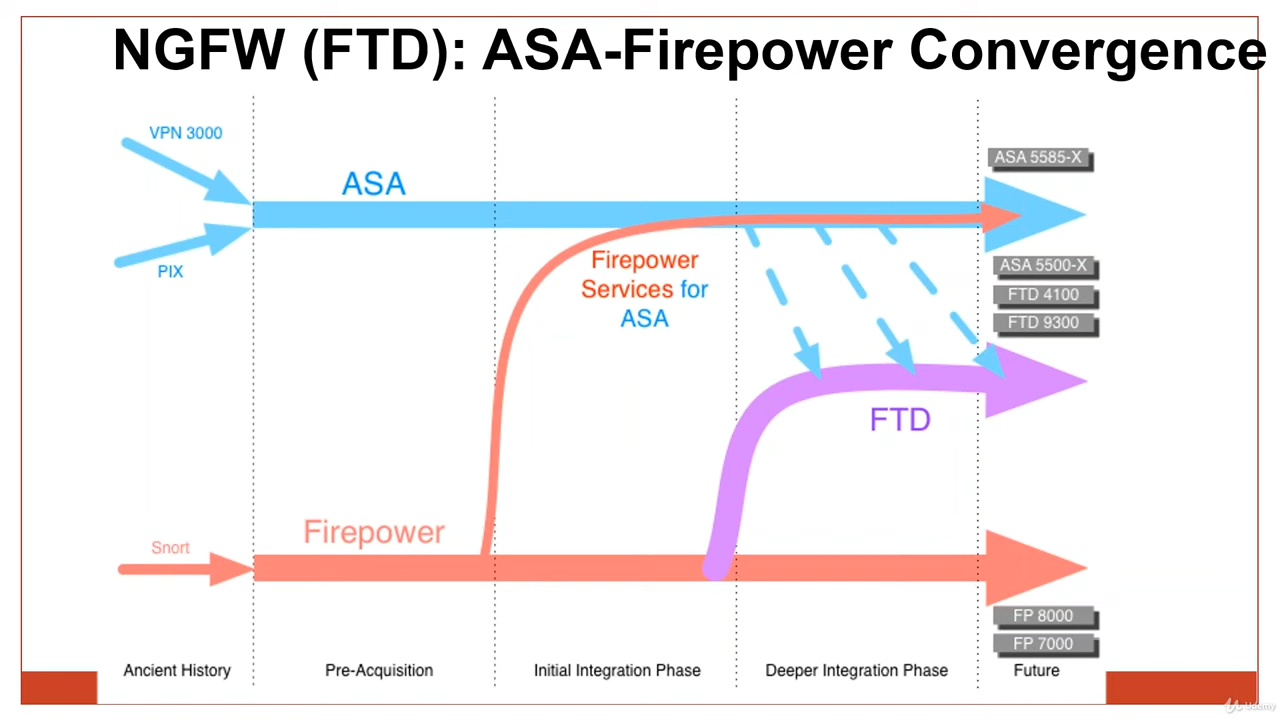 NGFW (FTD): ASA-Firepower Convergence
VPN 3000
ASA 5585-X
ASA
PIX
Firepower
Services for
ASA
ASA 5500-X
FTD 4100
FTD 9300
FTD
Firepower
Snort
FP 8000
FP 7000
Ancient History
Pre-Acquisition
Initial Integration Phase
Deeper Integration Phase
Future
Udemy